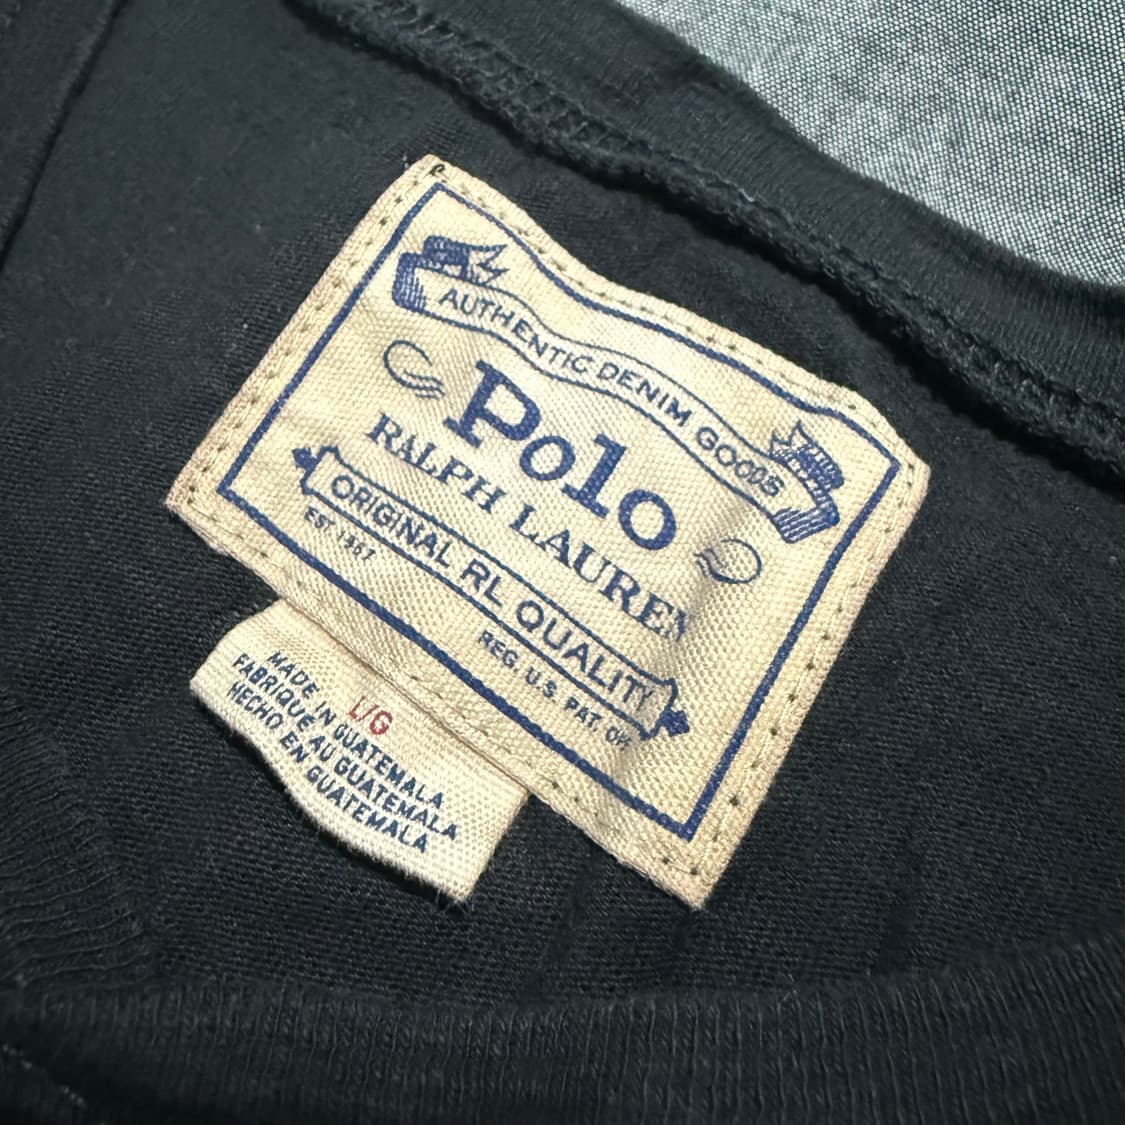 AUTHENTIC DENIM GOODS
Polo
RALPH LAUREN
ORIGINAL RL QUALITY
EST. 1967
REG. U.S. PAT. OFF.
L/G
MADE IN GUATEMALA
FABRIQUÉ AU GUATEMALA
HECHO EN GUATEMALA